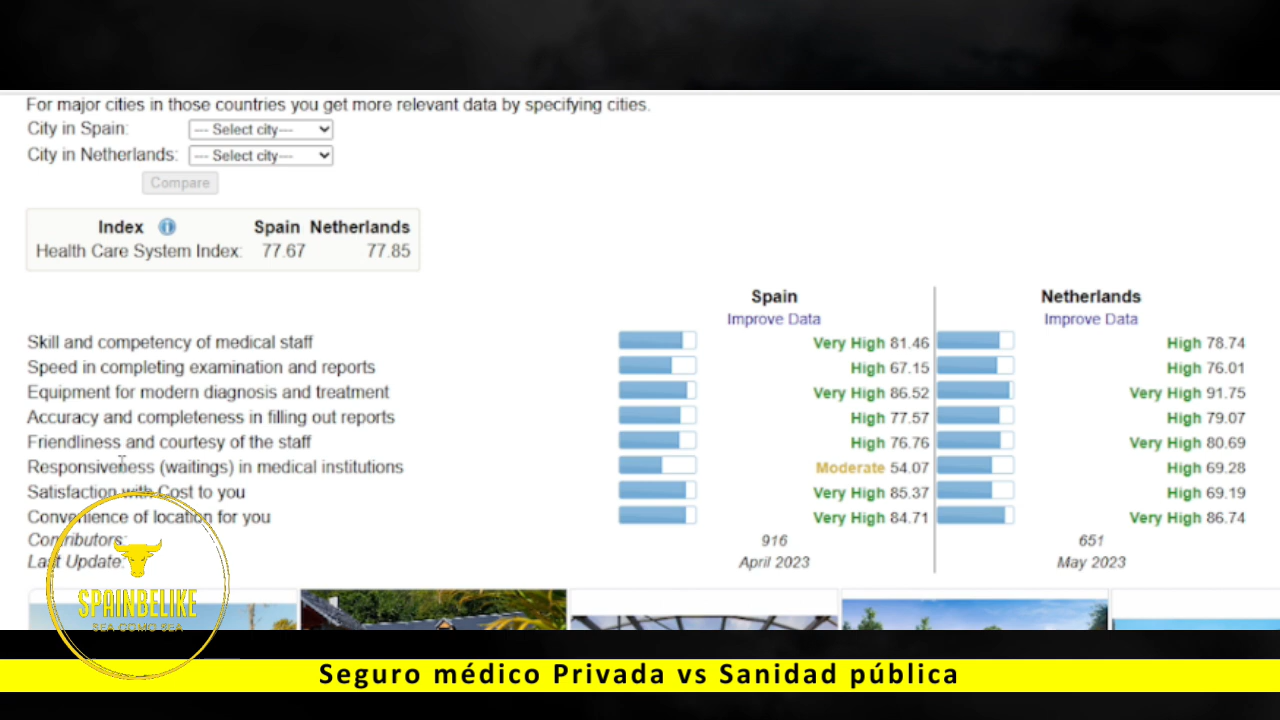 For major cities in those countries you get more relevant data by specifying cities.
City in Spain: --- Select city---
City in Netherlands: --- Select city---
Compare
Index Spain Netherlands
Health Care System Index: 77.67 77.85
Spain Netherlands
Improve Data Improve Data
Skill and competency of medical staff Very High 81.46 High 78.74
Speed in completing examination and reports High 67.15 High 76.01
Equipment for modern diagnosis and treatment Very High 86.52 Very High 91.75
Accuracy and completeness in filling out reports High 77.57 High 79.07
Friendliness and courtesy of the staff High 76.76 Very High 80.69
Responsiveness (waitings) in medical institutions Moderate 54.07 High 69.28
Satisfaction with Cost to you Very High 85.37 High 69.19
Convenience of location for you Very High 84.71 Very High 86.74
Contributors: 916 651
Last Update: April 2023 May 2023
SPAINBELIKE
SEA COMO SEA
Seguro médico Privada vs Sanidad pública